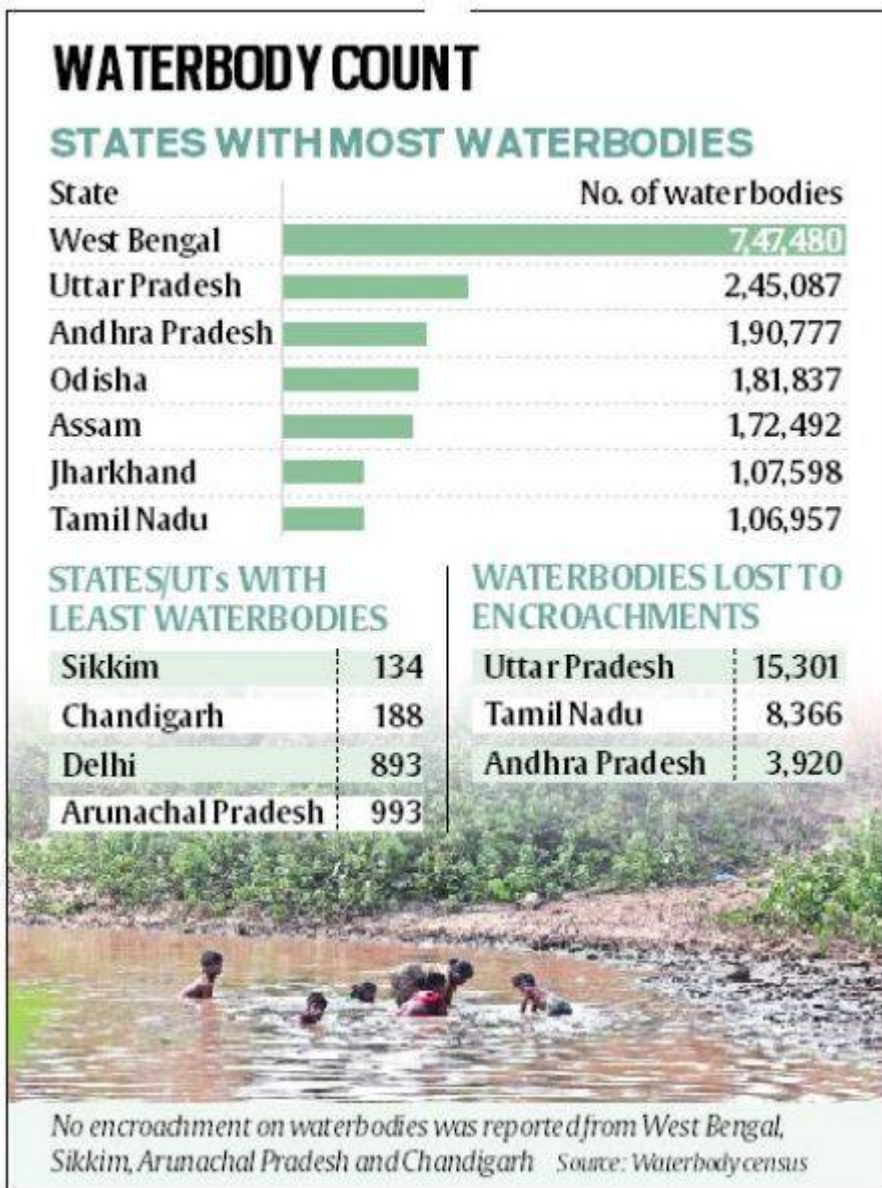 WATERBODY COUNT
STATES WITH MOST WATERBODIES
State No. of waterbodies
West Bengal 7,47,480
Uttar Pradesh 2,45,087
Andhra Pradesh 1,90,777
Odisha 1,81,837
Assam 1,72,492
Jharkhand 1,07,598
Tamil Nadu 1,06,957
STATES/UTs WITH
LEAST WATERBODIES
Sikkim 134
Chandigarh 188
Delhi 893
Arunachal Pradesh 993
WATERBODIES LOST TO
ENCROACHMENTS
Uttar Pradesh 15,301
Tamil Nadu 8,366
Andhra Pradesh 3,920
No encroachment on waterbodies was reported from West Bengal,
Sikkim, Arunachal Pradesh and Chandigarh Source: Waterbody census